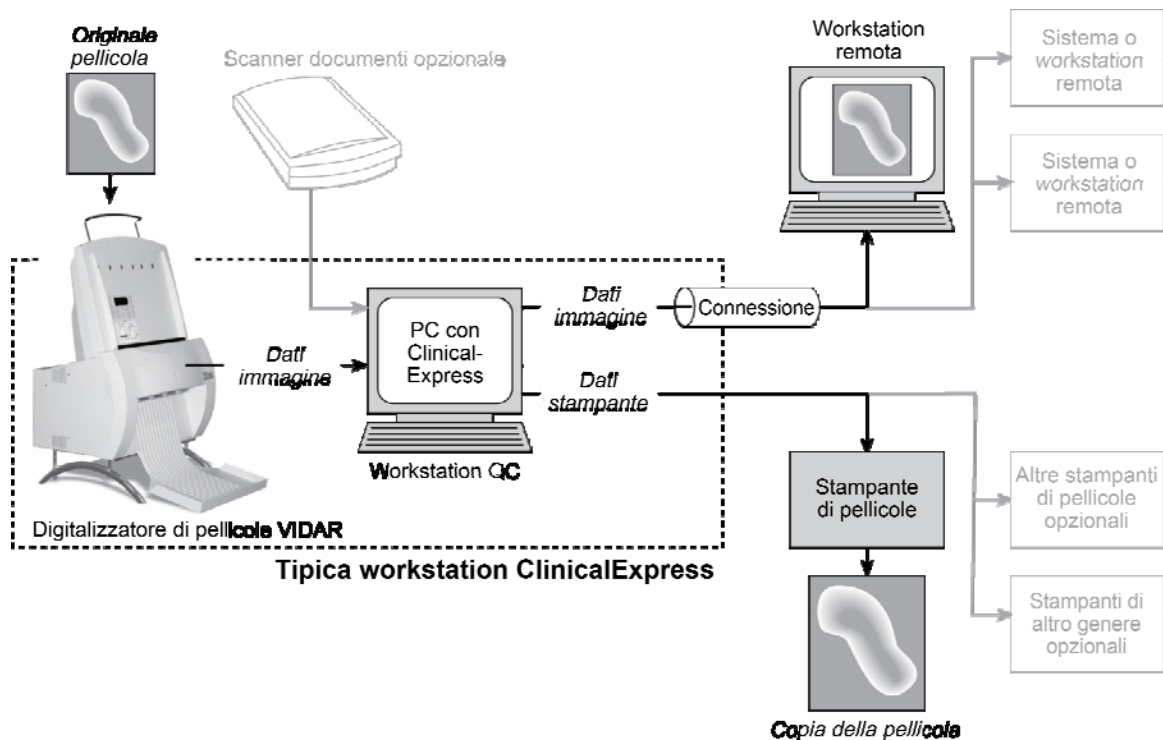 Originale
pellicola
Scanner documenti opzionale
Workstation
remota
Sistema o
workstation
remota
Sistema o
workstation
remota
Dati
immagine
Connessione
PC con
Clinical-
Express
Dati
immagine
Dati
stampante
Workstation QC
Digitalizzatore di pellicole VIDAR
Tipica workstation ClinicalExpress
Stampante
di pellicole
Altre stampanti
di pellicole
opzionali
Stampanti di
altro genere
opzionali
Copia della pellicola